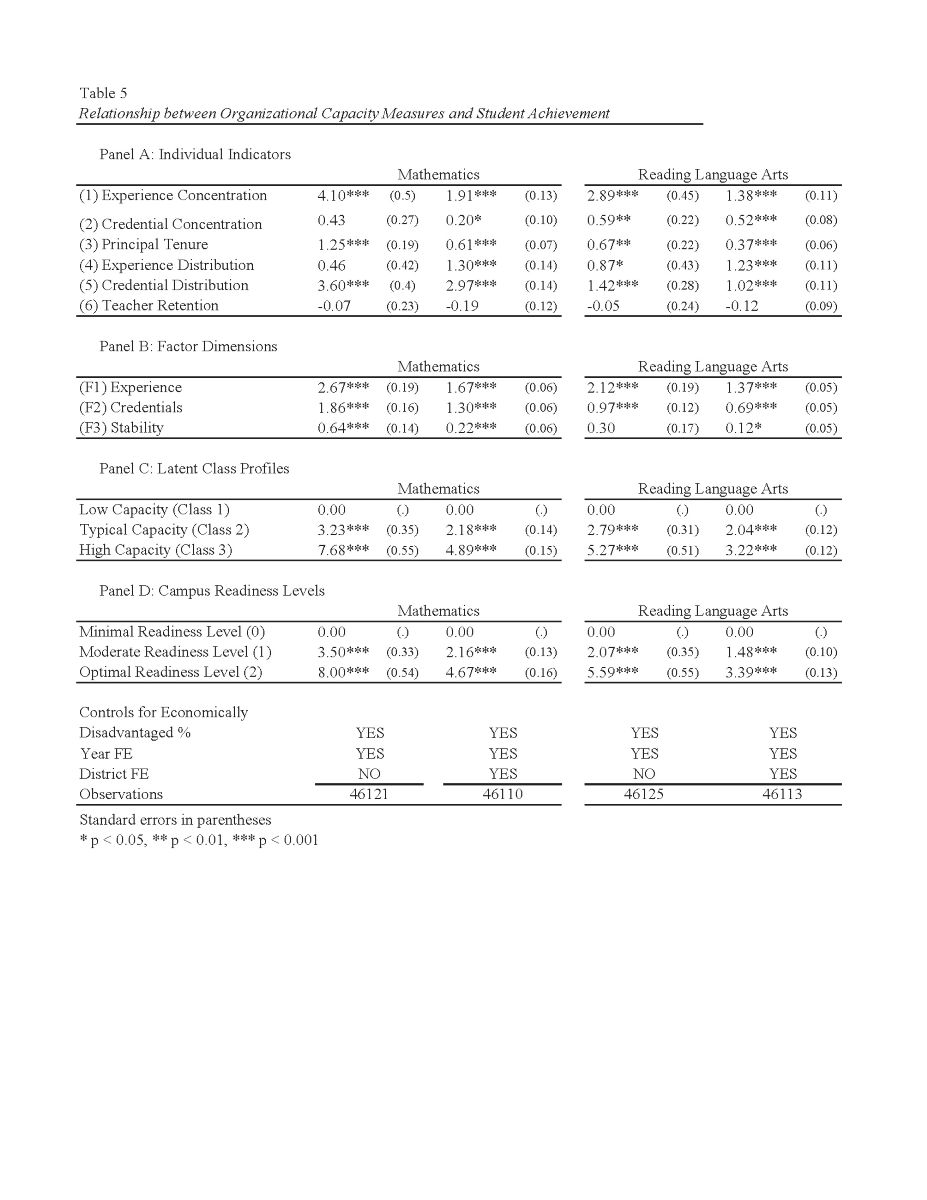 Table 5
Relationship between Organizational Capacity Measures and Student Achievement
Panel A: Individual Indicators
Mathematics Reading Language Arts
(1) Experience Concentration 4.10*** (0.5) 1.91*** (0.13) 2.89*** (0.45) 1.38*** (0.11)
(2) Credential Concentration 0.43 (0.27) 0.20* (0.10) 0.59** (0.22) 0.52*** (0.08)
(3) Principal Tenure 1.25*** (0.19) 0.61*** (0.07) 0.67** (0.22) 0.37*** (0.06)
(4) Experience Distribution 0.46 (0.42) 1.30*** (0.14) 0.87* (0.43) 1.23*** (0.11)
(5) Credential Distribution 3.60*** (0.4) 2.97*** (0.14) 1.42*** (0.28) 1.02*** (0.11)
(6) Teacher Retention -0.07 (0.23) -0.19 (0.12) -0.05 (0.24) -0.12 (0.09)
Panel B: Factor Dimensions
Mathematics Reading Language Arts
(F1) Experience 2.67*** (0.19) 1.67*** (0.06) 2.12*** (0.19) 1.37*** (0.05)
(F2) Credentials 1.86*** (0.16) 1.30*** (0.06) 0.97*** (0.12) 0.69*** (0.05)
(F3) Stability 0.64*** (0.14) 0.22*** (0.06) 0.30 (0.17) 0.12* (0.05)
Panel C: Latent Class Profiles
Mathematics Reading Language Arts
Low Capacity (Class 1) 0.00 (.) 0.00 (.) 0.00 (.) 0.00 (.)
Typical Capacity (Class 2) 3.23*** (0.35) 2.18*** (0.14) 2.79*** (0.31) 2.04*** (0.12)
High Capacity (Class 3) 7.68*** (0.55) 4.89*** (0.15) 5.27*** (0.51) 3.22*** (0.12)
Panel D: Campus Readiness Levels
Mathematics Reading Language Arts
Minimal Readiness Level (0) 0.00 (.) 0.00 (.) 0.00 (.) 0.00 (.)
Moderate Readiness Level (1) 3.50*** (0.33) 2.16*** (0.13) 2.07*** (0.35) 1.48*** (0.10)
Optimal Readiness Level (2) 8.00*** (0.54) 4.67*** (0.16) 5.59*** (0.55) 3.39*** (0.13)
Controls for Economically
Disadvantaged % YES YES YES YES
Year FE YES YES YES YES
District FE NO YES NO YES
Observations 46121 46110 46125 46113
Standard errors in parentheses
* p < 0.05, ** p < 0.01, *** p < 0.001